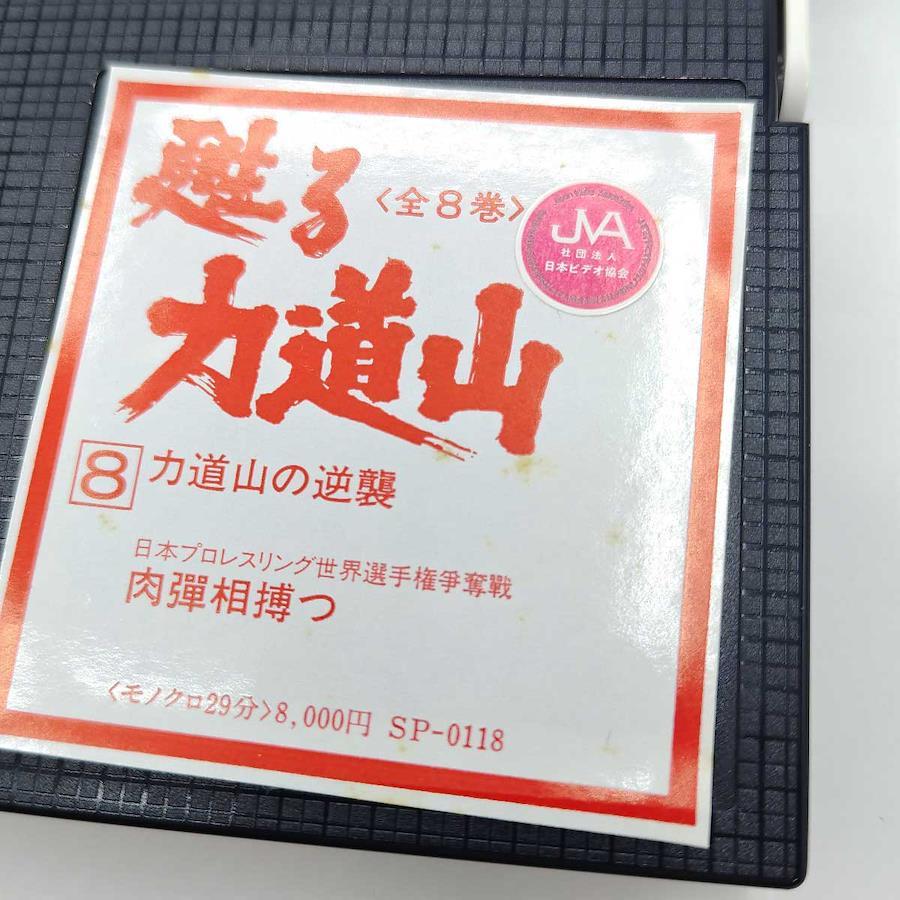 甦る
〈全8巻〉
力道山
8 力道山の逆襲
日本プロレスリング世界選手権爭奪戰
肉彈相搏つ
〈モノクロ29分〉8,000円 SP-0118
JVA
社団法人
日本ビデオ協会